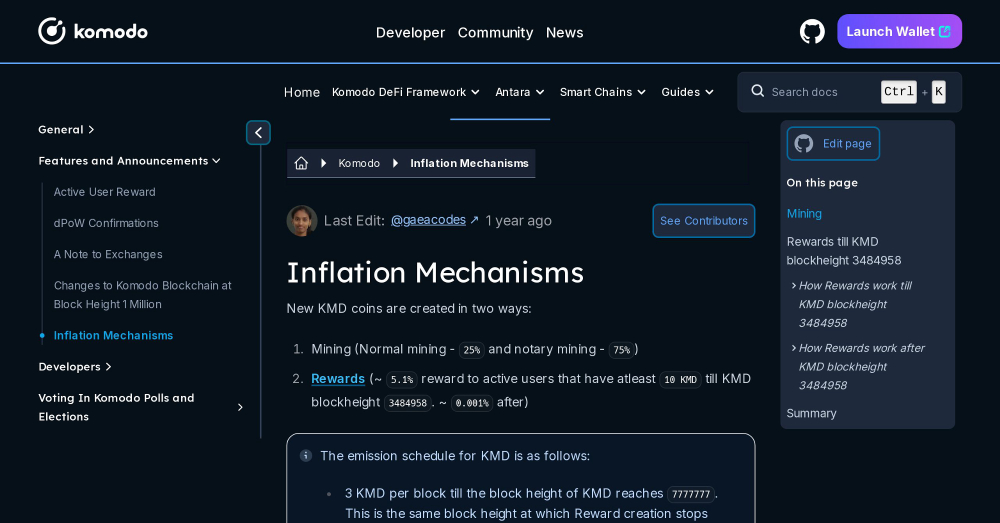 komodo
Developer Community News
Launch Wallet
Home Komodo DeFi Framework Antara Smart Chains Guides
Search docs Ctrl + K
General
Features and Announcements
Active User Reward
dPoW Confirmations
A Note to Exchanges
Changes to Komodo Blockchain at
Block Height 1 Million
Inflation Mechanisms
Developers
Voting In Komodo Polls and
Elections
Komodo Inflation Mechanisms
Last Edit: @gaeacodes ↗ 1 year ago
See Contributors
Inflation Mechanisms
New KMD coins are created in two ways:
1. Mining (Normal mining - 25% and notary mining - 75%)
2. Rewards (~ 5.1% reward to active users that have atleast 10 KMD till KMD
blockheight 3484958. ~ 0.001% after)
The emission schedule for KMD is as follows:
• 3 KMD per block till the block height of KMD reaches 7777777.
This is the same block height at which Reward creation stops
Edit page
On this page
Mining
Rewards till KMD
blockheight 3484958
How Rewards work till
KMD blockheight
3484958
How Rewards work after
KMD blockheight
3484958
Summary